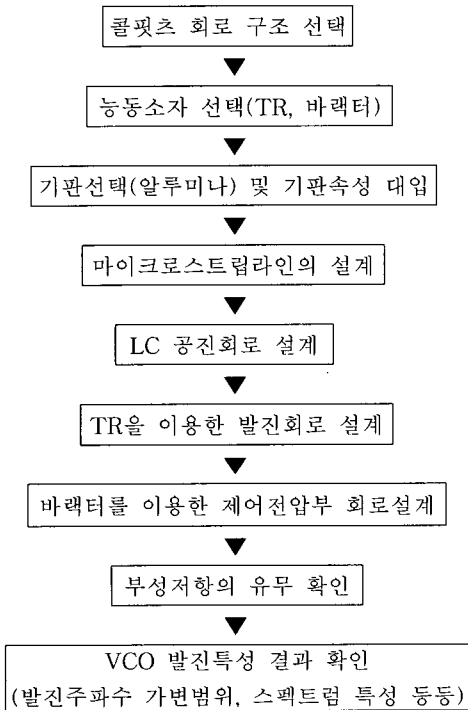 콜핏츠 회로 구조 선택
능동소자 선택(TR, 바랙터)
기판선택(알루미나) 및 기판속성 대입
마이크로스트립라인의 설계
LC 공진회로 설계
TR을 이용한 발진회로 설계
바랙터를 이용한 제어전압부 회로설계
부성저항의 유무 확인
VCO 발진특성 결과 확인
(발진주파수 가변범위, 스펙트럼 특성 등등)